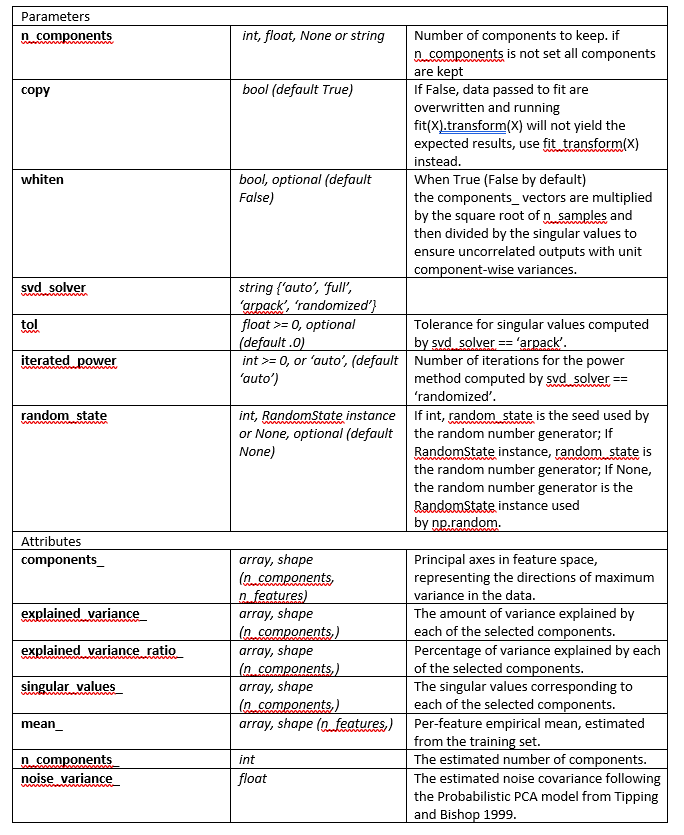 Parameters
n_components
int, float, None or string
Number of components to keep. if
n_components is not set all components
are kept
copy
bool (default True)
If False, data passed to fit are
overwritten and running
fit(X).transform(X) will not yield the
expected results, use fit_transform(X)
instead.
whiten
bool, optional (default
False)
When True (False by default)
the components_ vectors are multiplied
by the square root of n_samples and
then divided by the singular values to
ensure uncorrelated outputs with unit
component-wise variances.
svd_solver
string {‘auto’, ‘full’,
‘arpack’, ‘randomized’}
tol
float >= 0, optional
(default .0)
Tolerance for singular values computed
by svd_solver == ‘arpack’.
iterated_power
int >= 0, or ‘auto’, (default
‘auto’)
Number of iterations for the power
method computed by svd_solver ==
‘randomized’.
random_state
int, RandomState instance
or None, optional (default
None)
If int, random_state is the seed used by
the random number generator; If
RandomState instance, random_state is
the random number generator; If None,
the random number generator is the
RandomState instance used
by np.random.
Attributes
components_
array, shape
(n_components,
n_features)
Principal axes in feature space,
representing the directions of maximum
variance in the data.
explained_variance_
array, shape
(n_components,)
The amount of variance explained by
each of the selected components.
explained_variance_ratio_
array, shape
(n_components,)
Percentage of variance explained by each
of the selected components.
singular_values_
array, shape
(n_components,)
The singular values corresponding to
each of the selected components.
mean_
array, shape (n_features,)
Per-feature empirical mean, estimated
from the training set.
n_components_
int
The estimated number of components.
noise_variance_
float
The estimated noise covariance following
the Probabilistic PCA model from Tipping
and Bishop 1999.